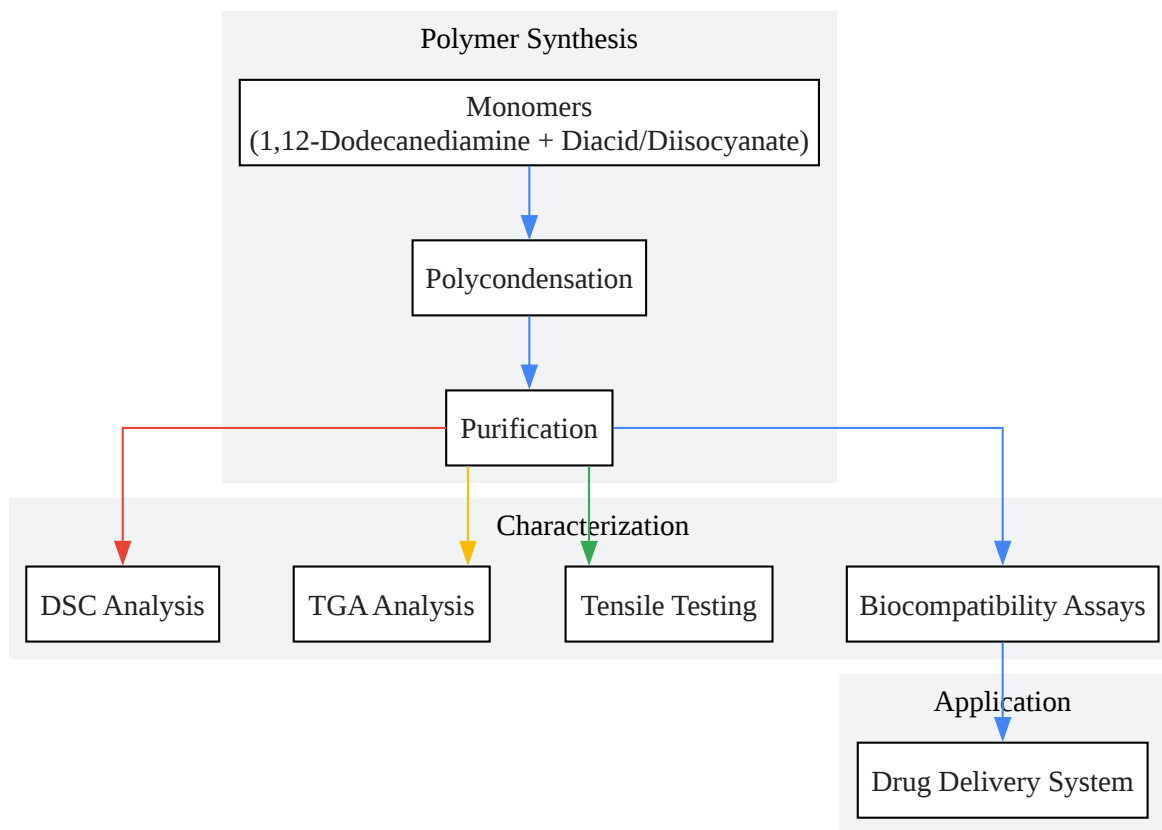 Polymer Synthesis
Monomers
(1,12-Dodecanediamine + Diacid/Diisocyanate)
Polycondensation
Purification
Characterization
DSC Analysis
TGA Analysis
Tensile Testing
Biocompatibility Assays
Application
Drug Delivery System